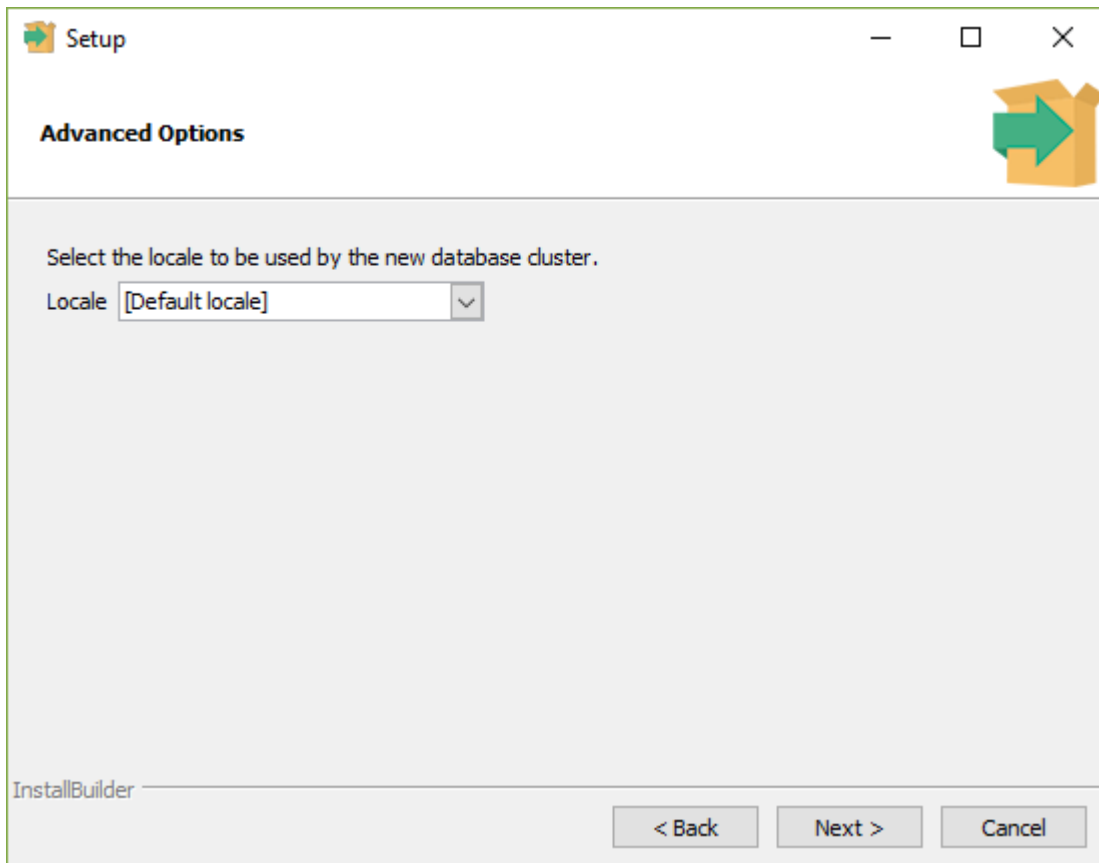 Setup
Advanced Options
Select the locale to be used by the new database cluster.
Locale [Default locale]
InstallBuilder
< Back Next > Cancel